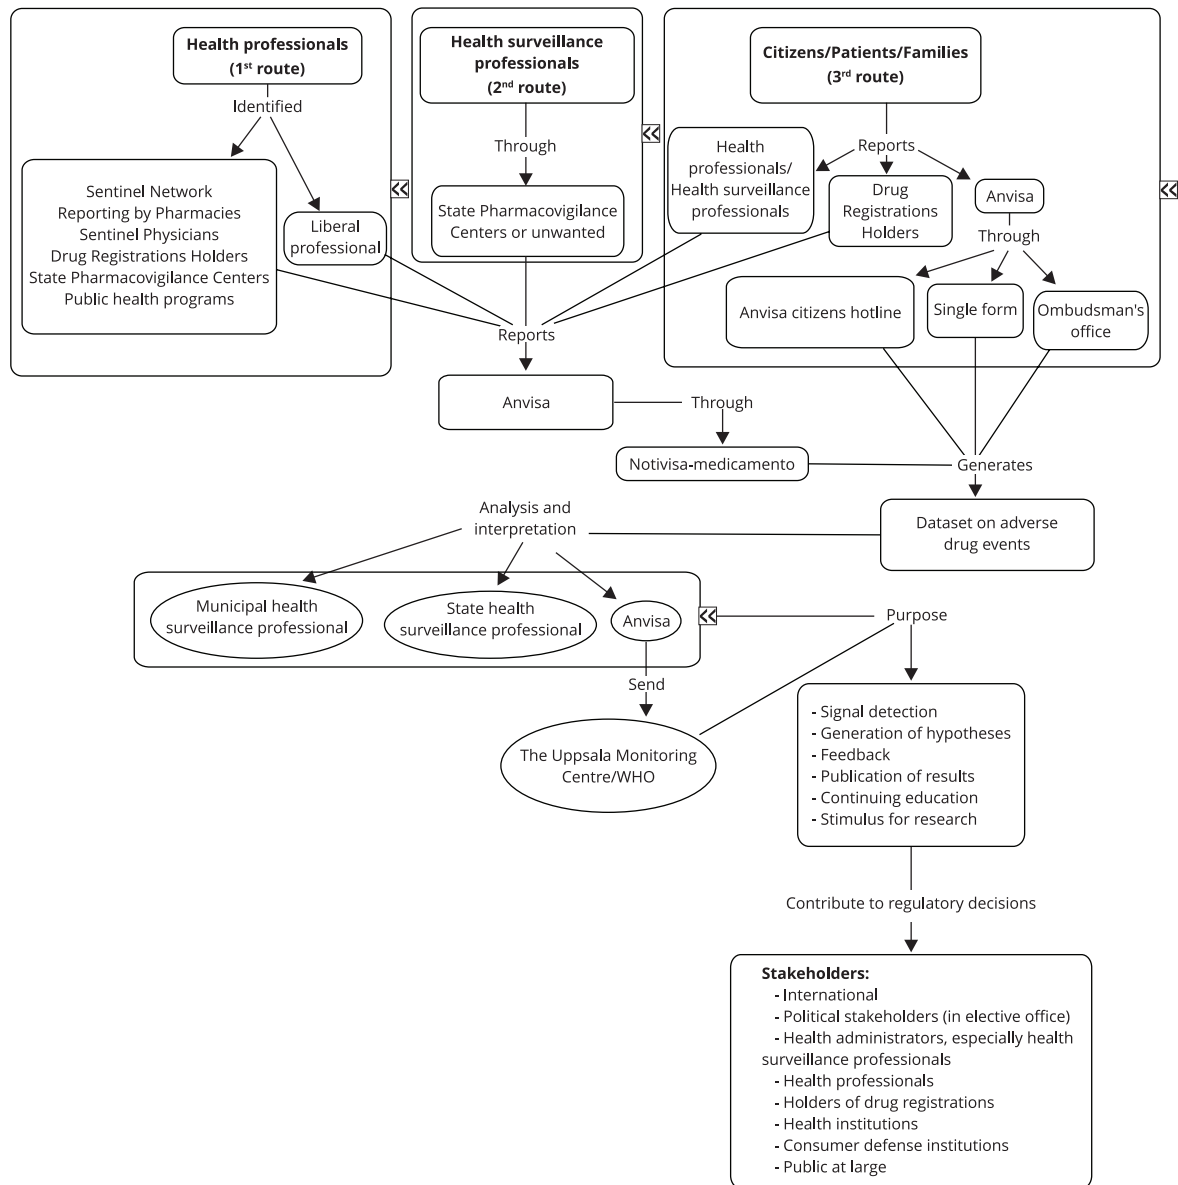 Health professionals
(1st route)
Identified
Sentinel Network
Reporting by Pharmacies
Sentinel Physicians
Drug Registrations Holders
State Pharmacovigilance Centers
Public health programs
Liberal
professional
Health surveillance
professionals
(2nd route)
Through
State Pharmacovigilance
Centers or unwanted
Citizens/Patients/Families
(3rd route)
Reports
Health
professionals/
Health surveillance
professionals
Drug
Registrations
Holders
Anvisa
Through
Anvisa citizens hotline
Single form
Ombudsman's
office
Reports
Anvisa
Through
Notivisa-medicamento
Generates
Dataset on adverse
drug events
Analysis and
interpretation
Municipal health
surveillance professional
State health
surveillance professional
Anvisa
Purpose
Send
The Uppsala Monitoring
Centre/WHO
- Signal detection
- Generation of hypotheses
- Feedback
- Publication of results
- Continuing education
- Stimulus for research
Contribute to regulatory decisions
Stakeholders:
- International
- Political stakeholders (in elective office)
- Health administrators, especially health
surveillance professionals
- Health professionals
- Holders of drug registrations
- Health institutions
- Consumer defense institutions
- Public at large